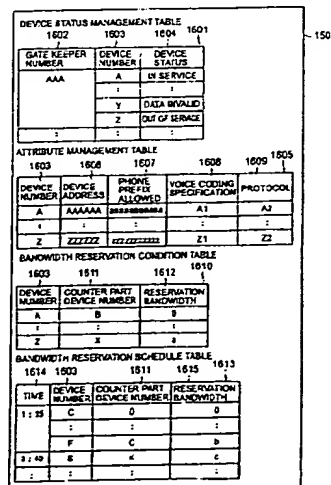 DEVICE STATUS MANAGEMENT TABLE
1602 1603 1604 1601
150
GATE KEEPER NUMBER DEVICE NUMBER DEVICE STATUS
AAA A IN SERVICE
: :
Y DATA INVALID
Z OUT OF SERVICE
: : :
ATTRIBUTE MANAGEMENT TABLE
1603 1606 1607 1608 1609 1605
DEVICE NUMBER DEVICE ADDRESS PHONE PREFIX ALLOWED VOICE CODING SPECIFICATION PROTOCOL
A AAAAAA A1 A2
: : : : :
Z ZZZZZZ Z1 Z2
BANDWIDTH RESERVATION CONDITION TABLE
1603 1611 1612 1610
DEVICE NUMBER COUNTER PART DEVICE NUMBER RESERVATION BANDWIDTH
A B
: : :
Z X
BANDWIDTH RESERVATION SCHEDULE TABLE
1614 1603 1611 1615 1613
TIME DEVICE NUMBER COUNTER PART DEVICE NUMBER RESERVATION BANDWIDTH
C D
: : :
F C b
c
: : : :